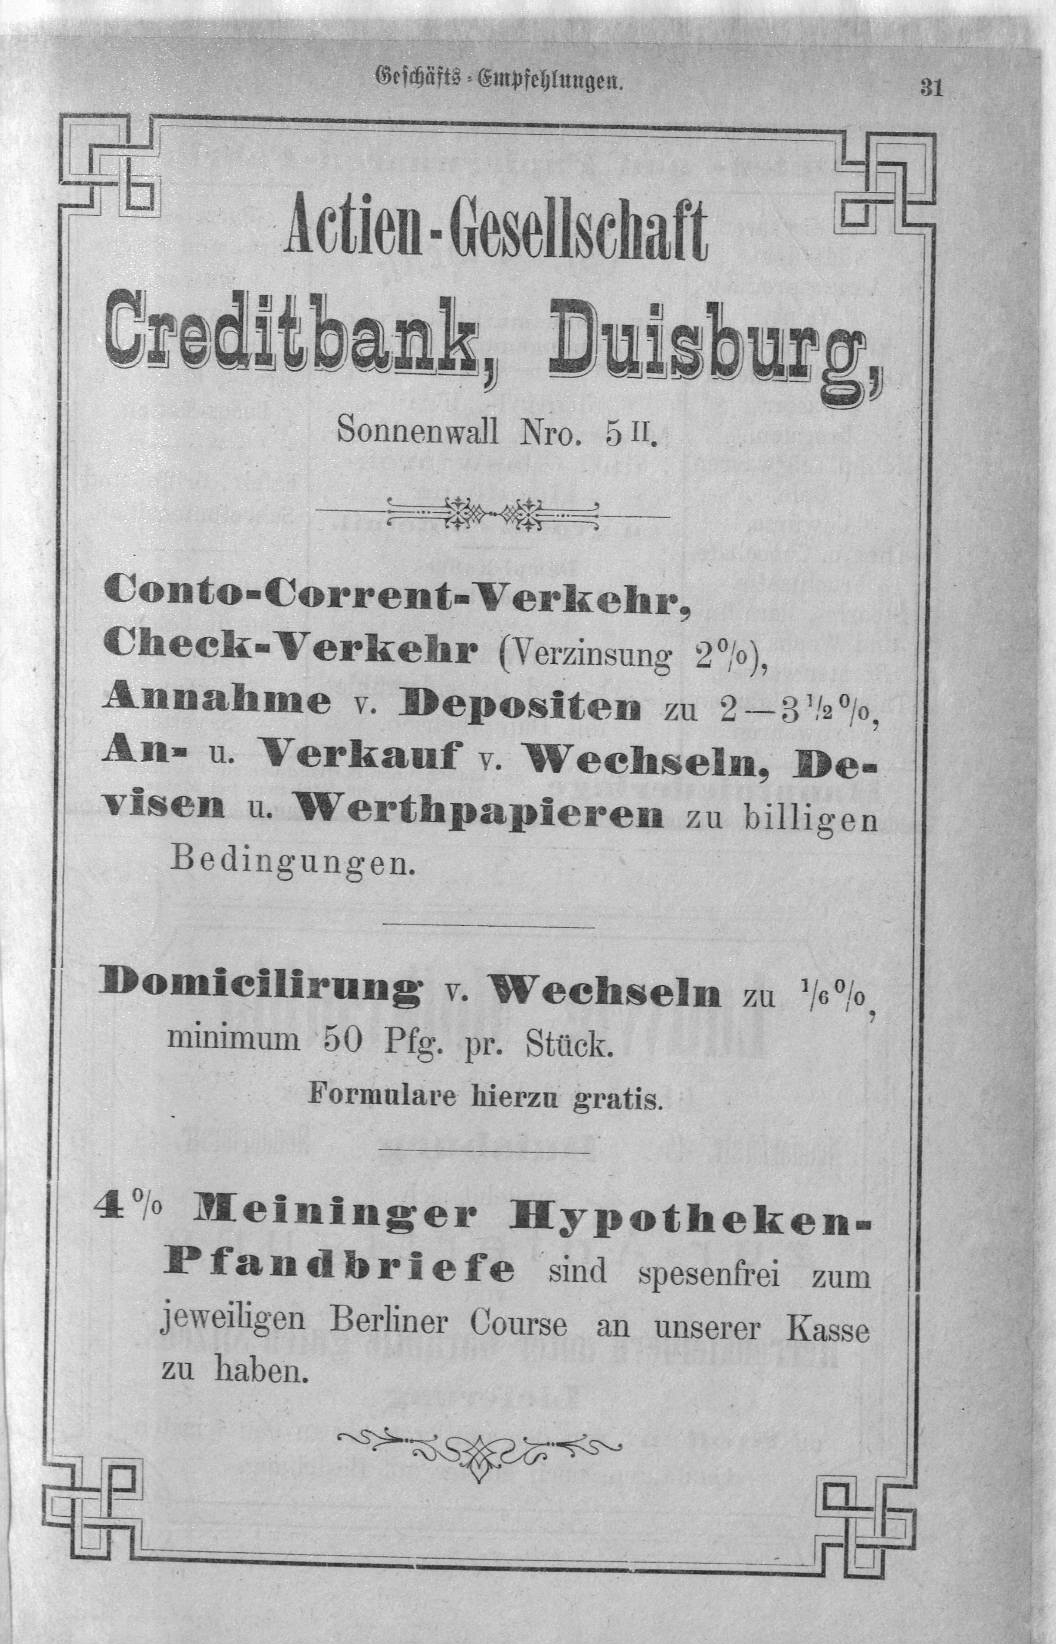 Geschäfts-Empfehlungen.
31
Actien-Gesellschaft
Creditbank, Duisburg,
Sonnenwall Nro. 5 II.
Conto-Corrent-Verkehr,
Check-Verkehr (Verzinsung 2%),
Annahme v. Depositen zu 2—3 1/2 %,
An- u. Verkauf v. Wechseln, De-
visen u. Werthpapieren zu billigen
Bedingungen.
Domicilirung v. Wechseln zu 1/6 %,
minimum 50 Pfg. pr. Stück.
Formulare hierzu gratis.
4% Meininger Hypotheken-
Pfandbriefe sind spesenfrei zum
jeweiligen Berliner Course an unserer Kasse
zu haben.